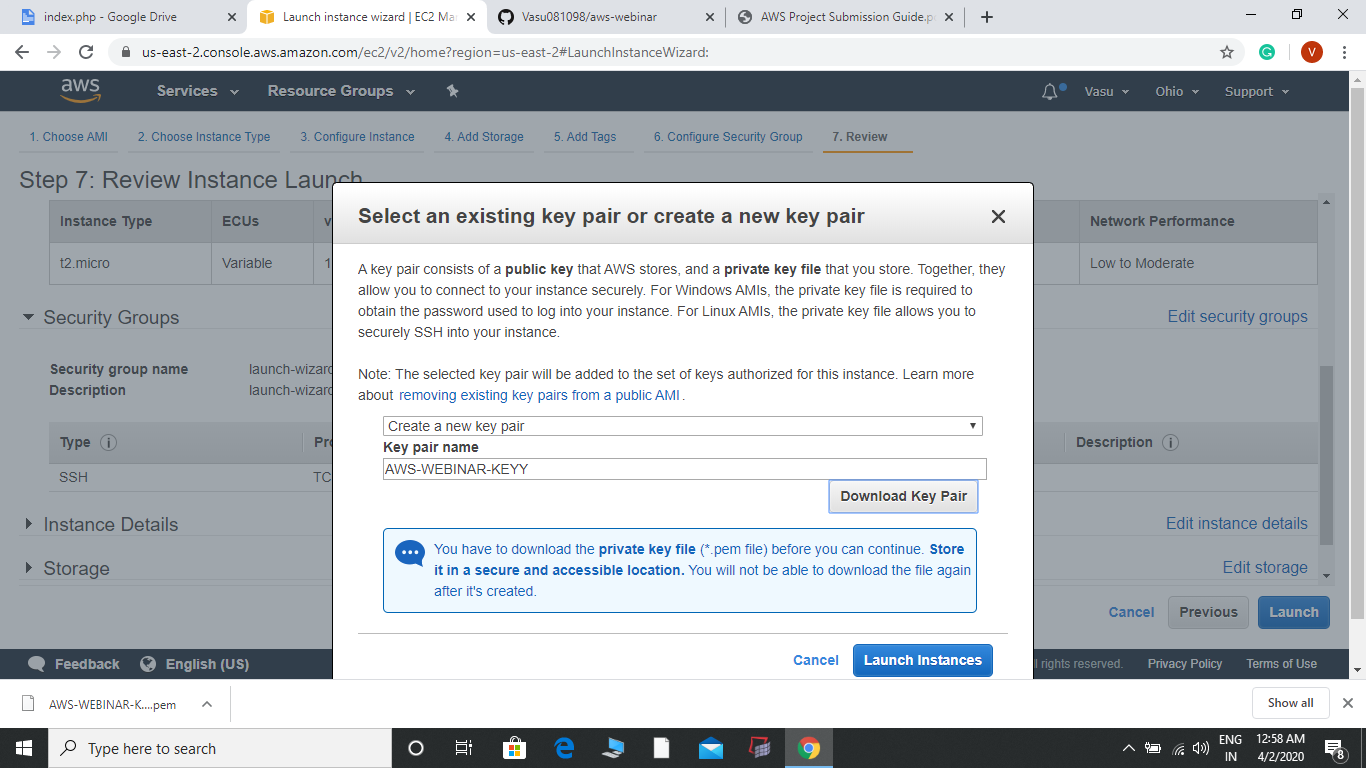 index.php - Google Drive
Launch instance wizard | EC2 Ma
Vasu081098/aws-webinar
AWS Project Submission Guide.p
us-east-2.console.aws.amazon.com/ec2/v2/home?region=us-east-2#LaunchInstanceWizard:
V
aws
Services
Resource Groups
Vasu
Ohio
Support
1. Choose AMI
2. Choose Instance Type
3. Configure Instance
4. Add Storage
5. Add Tags
6. Configure Security Group
7. Review
Step 7: Review Instance Launch
Instance Type
ECUs
v
Network Performance
t2.micro
Variable
1
Low to Moderate
Security Groups
Edit security groups
Security group name
launch-wizard
Description
launch-wizard
Type
Pro
Description
SSH
TC
Instance Details
Edit instance details
Storage
Edit storage
Cancel
Previous
Launch
Select an existing key pair or create a new key pair
A key pair consists of a public key that AWS stores, and a private key file that you store. Together, they
allow you to connect to your instance securely. For Windows AMIs, the private key file is required to
obtain the password used to log into your instance. For Linux AMIs, the private key file allows you to
securely SSH into your instance.
Note: The selected key pair will be added to the set of keys authorized for this instance. Learn more
about removing existing key pairs from a public AMI .
Create a new key pair
Key pair name
AWS-WEBINAR-KEYY
Download Key Pair
You have to download the private key file (*.pem file) before you can continue. Store
it in a secure and accessible location. You will not be able to download the file again
after it's created.
Cancel
Launch Instances
Feedback
English (US)
l rights reserved.
Privacy Policy
Terms of Use
AWS-WEBINAR-K....pem
Show all
Type here to search
ENG
IN
12:58 AM
4/2/2020
8